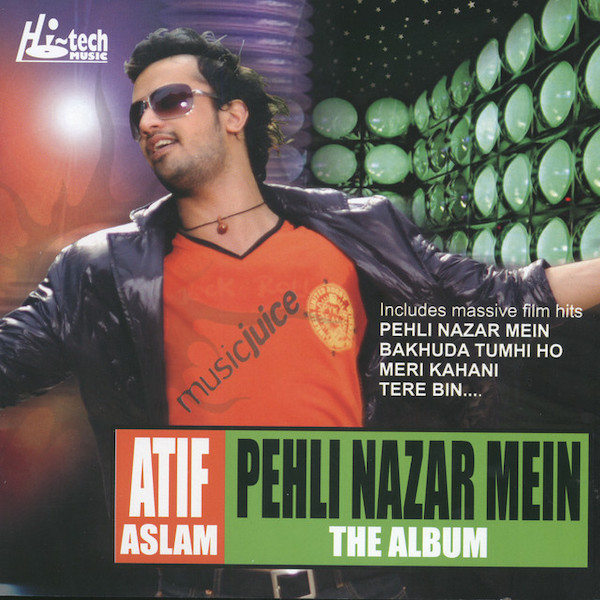 Hi-tech
MUSIC
Includes massive film hits
PEHLI NAZAR MEIN
BAKHUDA TUMHI HO
MERI KAHANI
TERE BIN....
musicjuice
ATIF
ASLAM
PEHLI NAZAR MEIN
THE ALBUM